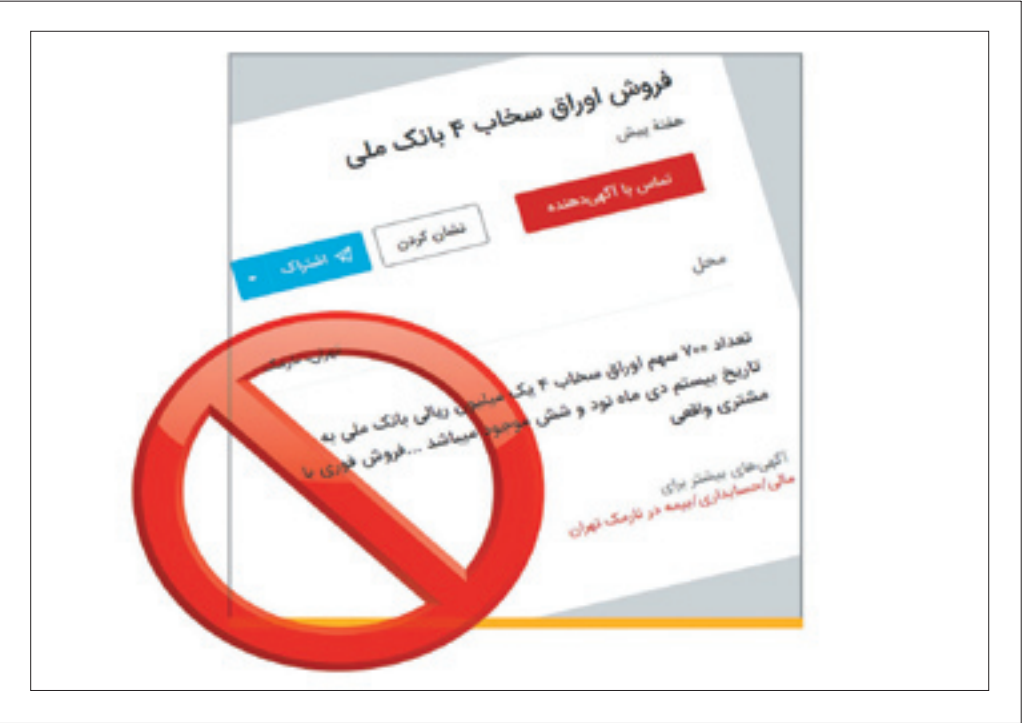 فروش اوراق سخاب ۴ بانک ملی
هفتهٔ پیش
تماس با آگهی‌دهنده
نشان کردن
اشتراک
محل
تهران، نارمک
تعداد ۷۰۰ سهم اوراق سخاب ۴ یک میلیون ریالی بانک ملی به
تاریخ بیستم دی ماه نود و شش موجود میباشد ...فروش فوری با
مشتری واقعی
آگهی‌های بیشتر برای
مالی/حسابداری/بیمه در نارمک تهران